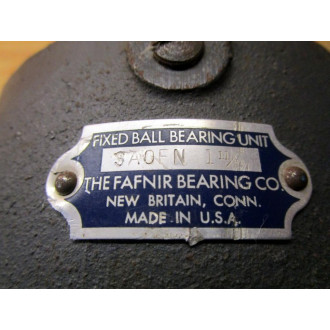 FIXED BALL BEARING UNIT
SAOFN
THE FAFNIR BEARING CO.
NEW BRITAIN, CONN.
MADE IN U.S.A.